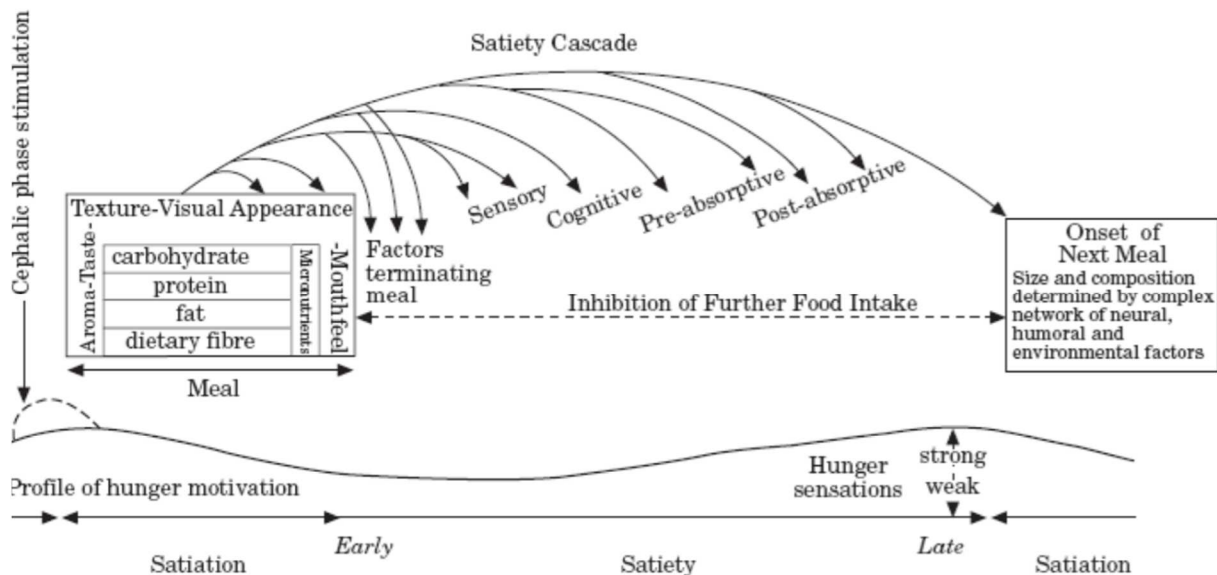 Satiety Cascade
Cephalic phase stimulation
Texture-Visual Appearance
Aroma-Taste-
carbohydrate
protein
fat
dietary fibre
Micronutrients
-Mouthfeel
Meal
Factors
terminating
meal
Sensory
Cognitive
Pre-absorptive
Post-absorptive
Inhibition of Further Food Intake
Onset of
Next Meal
Size and composition
determined by complex
network of neural,
humoral and
environmental factors
Profile of hunger motivation
Hunger
sensations
strong
weak
Early
Late
Satiation
Satiety
Satiation